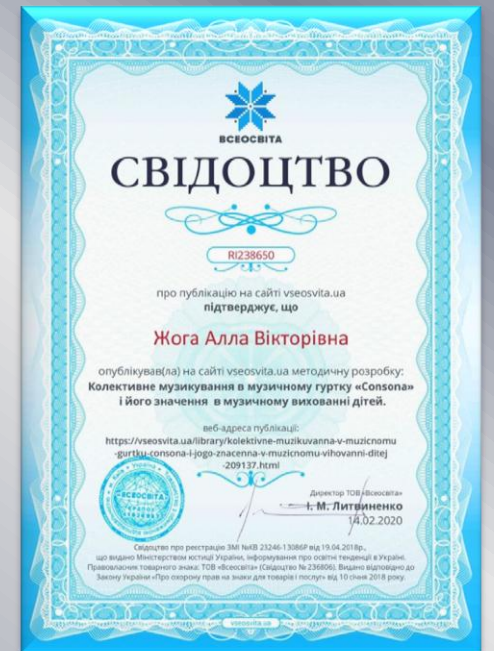 ВСЕОСВІТА
СВІДОЦТВО
RI238650
про публікацію на сайті vseosvita.ua
підтверджує, що
Жога Алла Вікторівна
опублікував(ла) на сайті vseosvita.ua методичну розробку:
Колективне музикування в музичному гуртку «Consona»
і його значення в музичному вихованні дітей.
веб-адреса публікації:
https://vseosvita.ua/library/kolektivne-muzikuvanna-v-muzicnomu
-gurtku-consona-i-jogo-znacenna-v-muzicnomu-vihovanni-ditej
-209137.html
Директор ТОВ «Всеосвіта»
І. М. Литвиненко
14.02.2020
ВСЕОСВІТА
Свідоцтво про реєстрацію ЗМІ №КВ 23246-13086Р від 19.04.2018р.,
що видано Міністерством юстиції України, інформування про освітні тенденції в Україні.
Правовласник товарного знака: ТОВ «Всеосвіта» (Свідоцтво № 236806). Видано відповідно до
Закону України «Про охорону прав на знаки для товарів і послуг» від 10 січня 2018 року.
vseosvita.ua